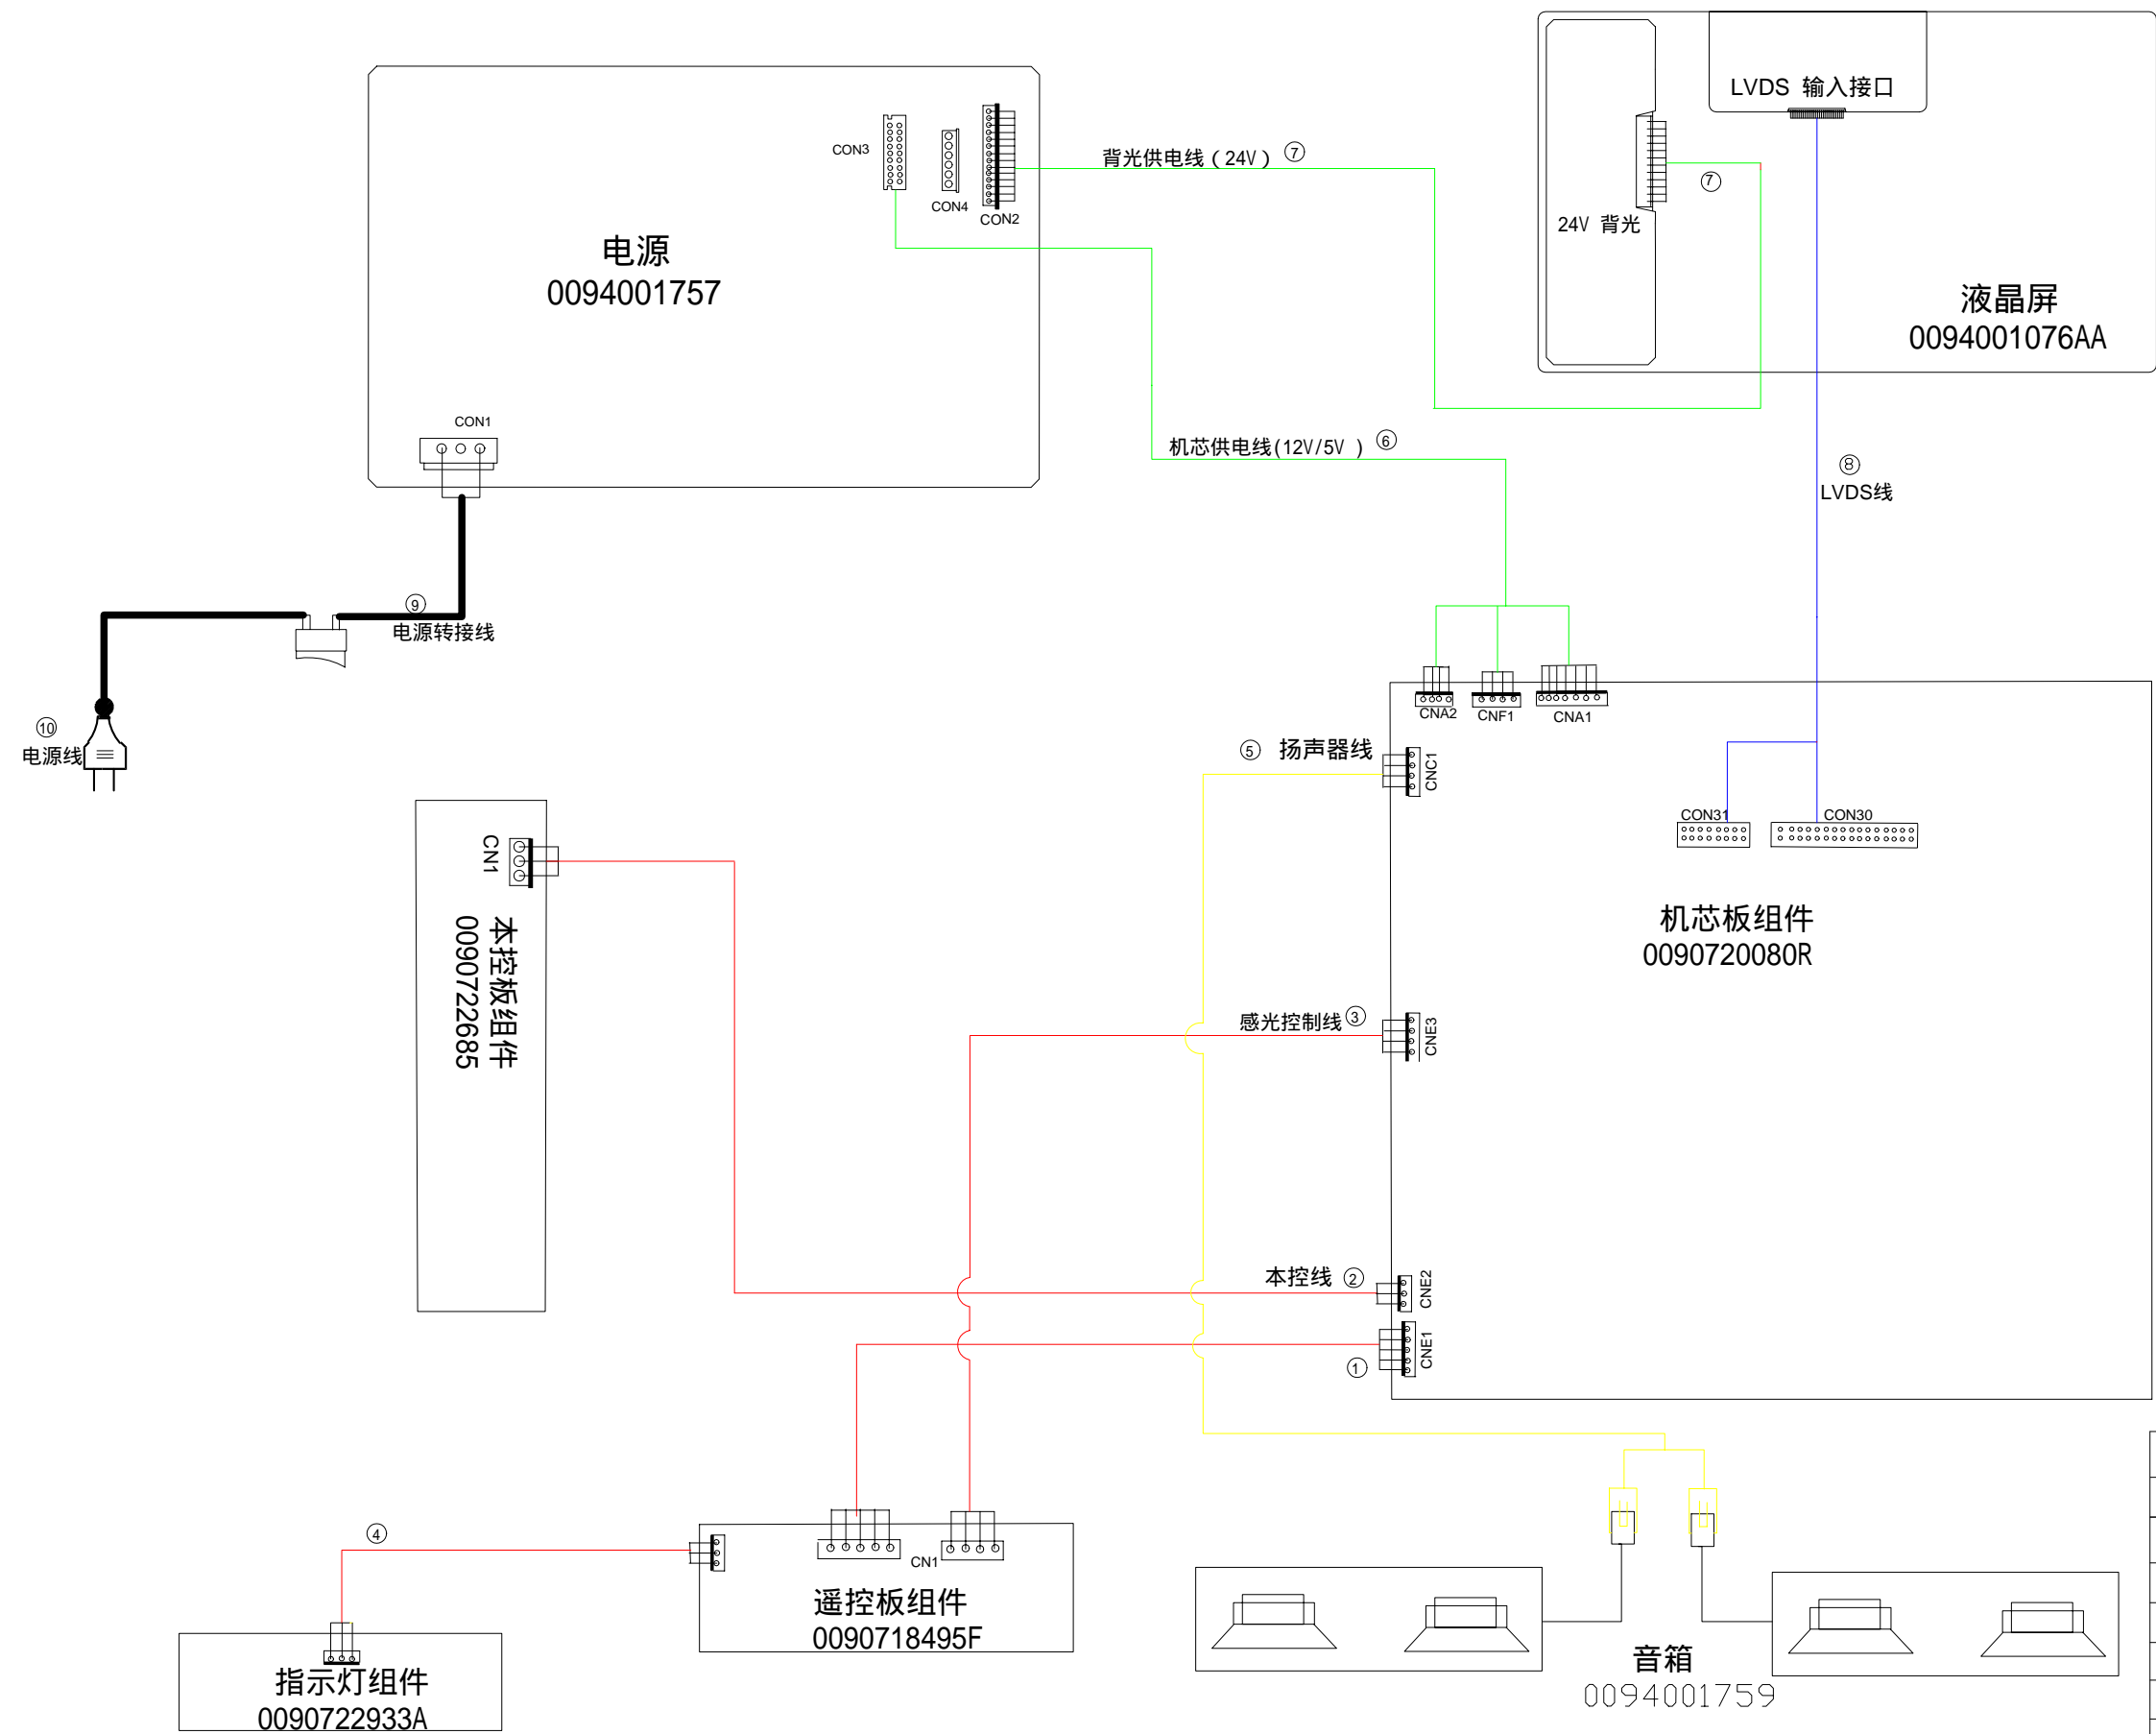 LVDS 输入接口
CON3
CON4
CON2
背光供电线（24V）⑦
⑦
24V 背光
电源
0094001757
液晶屏
0094001076AA
CON1
机芯供电线(12V/5V ) ⑥
⑧
LVDS线
⑨
电源转接线
⑩
电源线
CNA2
CNF1
CNA1
⑤ 扬声器线
CNC1
CON31
CON30
CN1
本控板组件
0090722685
机芯板组件
0090720080R
感光控制线③
CNE3
本控线 ②
CNE2
CNE1
①
④
CN1
遥控板组件
0090718495F
音箱
0094001759
指示灯组件
0090722933A